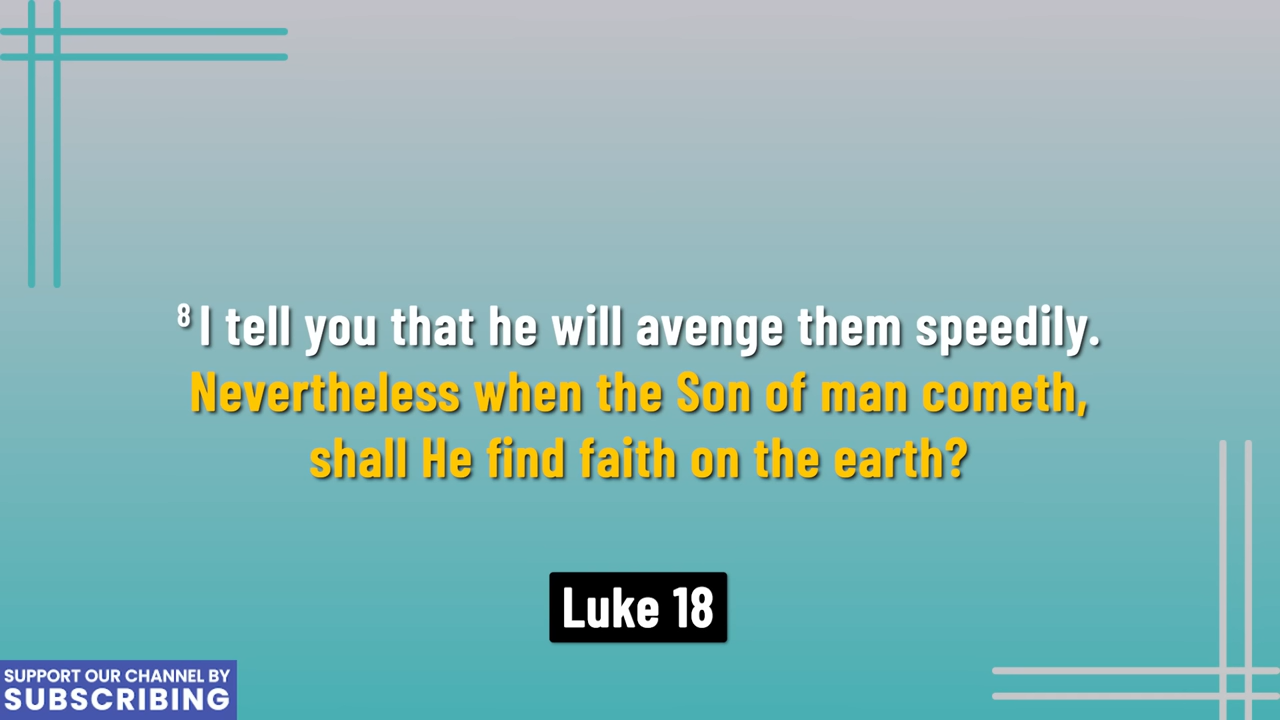 ⁸ I tell you that he will avenge them speedily.
Nevertheless when the Son of man cometh,
shall He find faith on the earth?
Luke 18
SUPPORT OUR CHANNEL BY
SUBSCRIBING